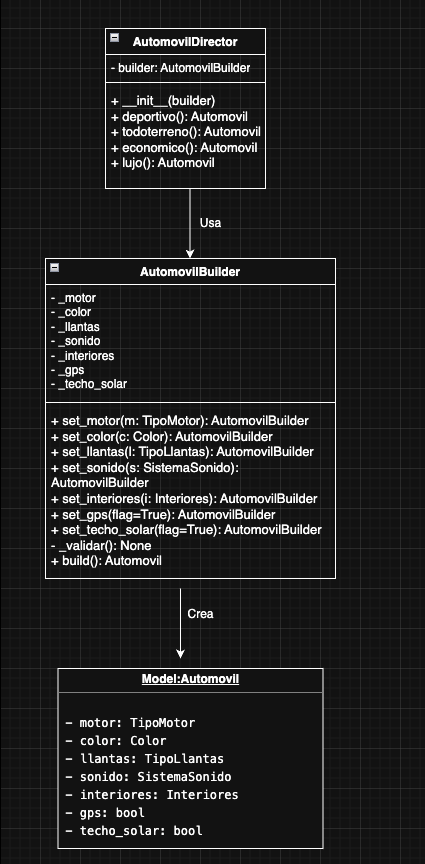 AutomovilDirector
- builder: AutomovilBuilder
+ __init__(builder)
+ deportivo(): Automovil
+ todoterreno(): Automovil
+ economico(): Automovil
+ lujo(): Automovil
Usa
AutomovilBuilder
- _motor
- _color
- _llantas
- _sonido
- _interiores
- _gps
- _techo_solar
+ set_motor(m: TipoMotor): AutomovilBuilder
+ set_color(c: Color): AutomovilBuilder
+ set_llantas(l: TipoLlantas): AutomovilBuilder
+ set_sonido(s: SistemaSonido):
AutomovilBuilder
+ set_interiores(i: Interiores): AutomovilBuilder
+ set_gps(flag=True): AutomovilBuilder
+ set_techo_solar(flag=True): AutomovilBuilder
- _validar(): None
+ build(): Automovil
Crea
Model:Automovil
– motor: TipoMotor
– color: Color
– llantas: TipoLlantas
– sonido: SistemaSonido
– interiores: Interiores
– gps: bool
– techo_solar: bool